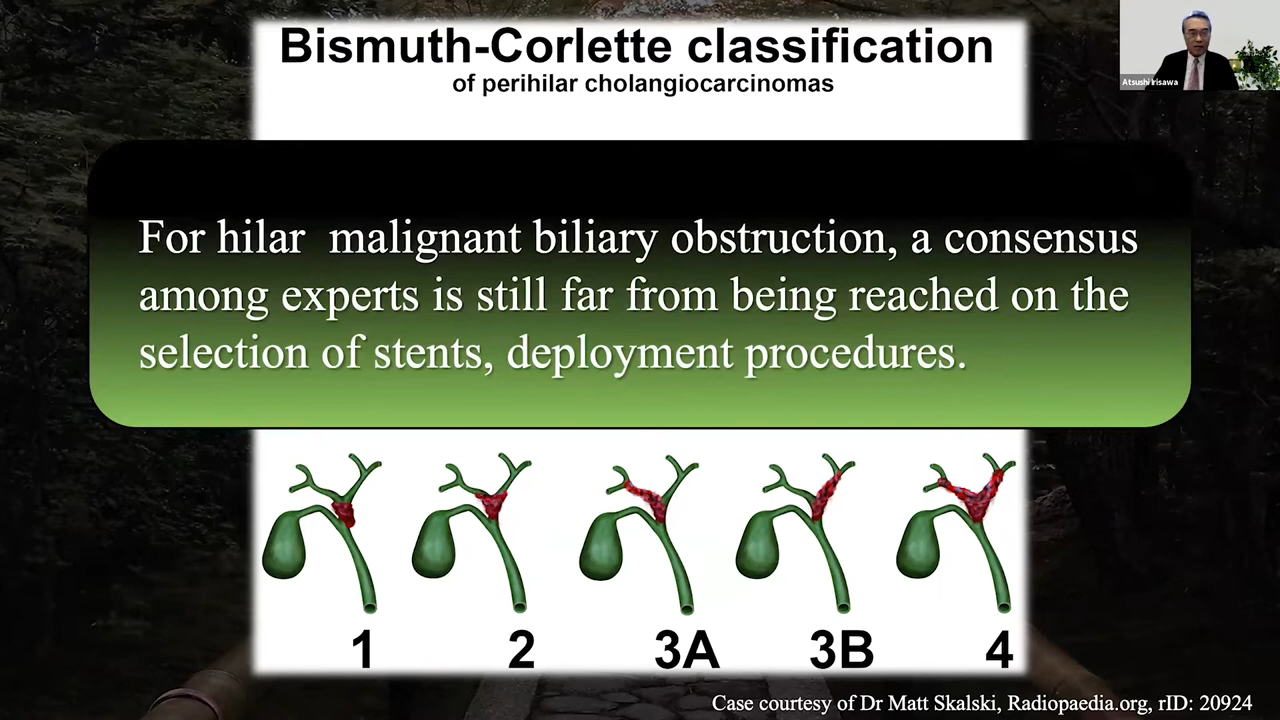 Bismuth-Corlette classification
of perihilar cholangiocarcinomas
Atsushi Irisawa
For hilar malignant biliary obstruction, a consensus
among experts is still far from being reached on the
selection of stents, deployment procedures.
1 2 3A 3B 4
Case courtesy of Dr Matt Skalski, Radiopaedia.org, rID: 20924